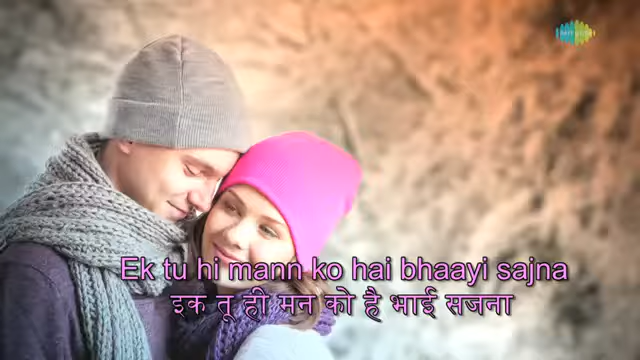 Ek tu hi mann ko hai bhaayi sajna
इक तू ही मन को है भाई सजना